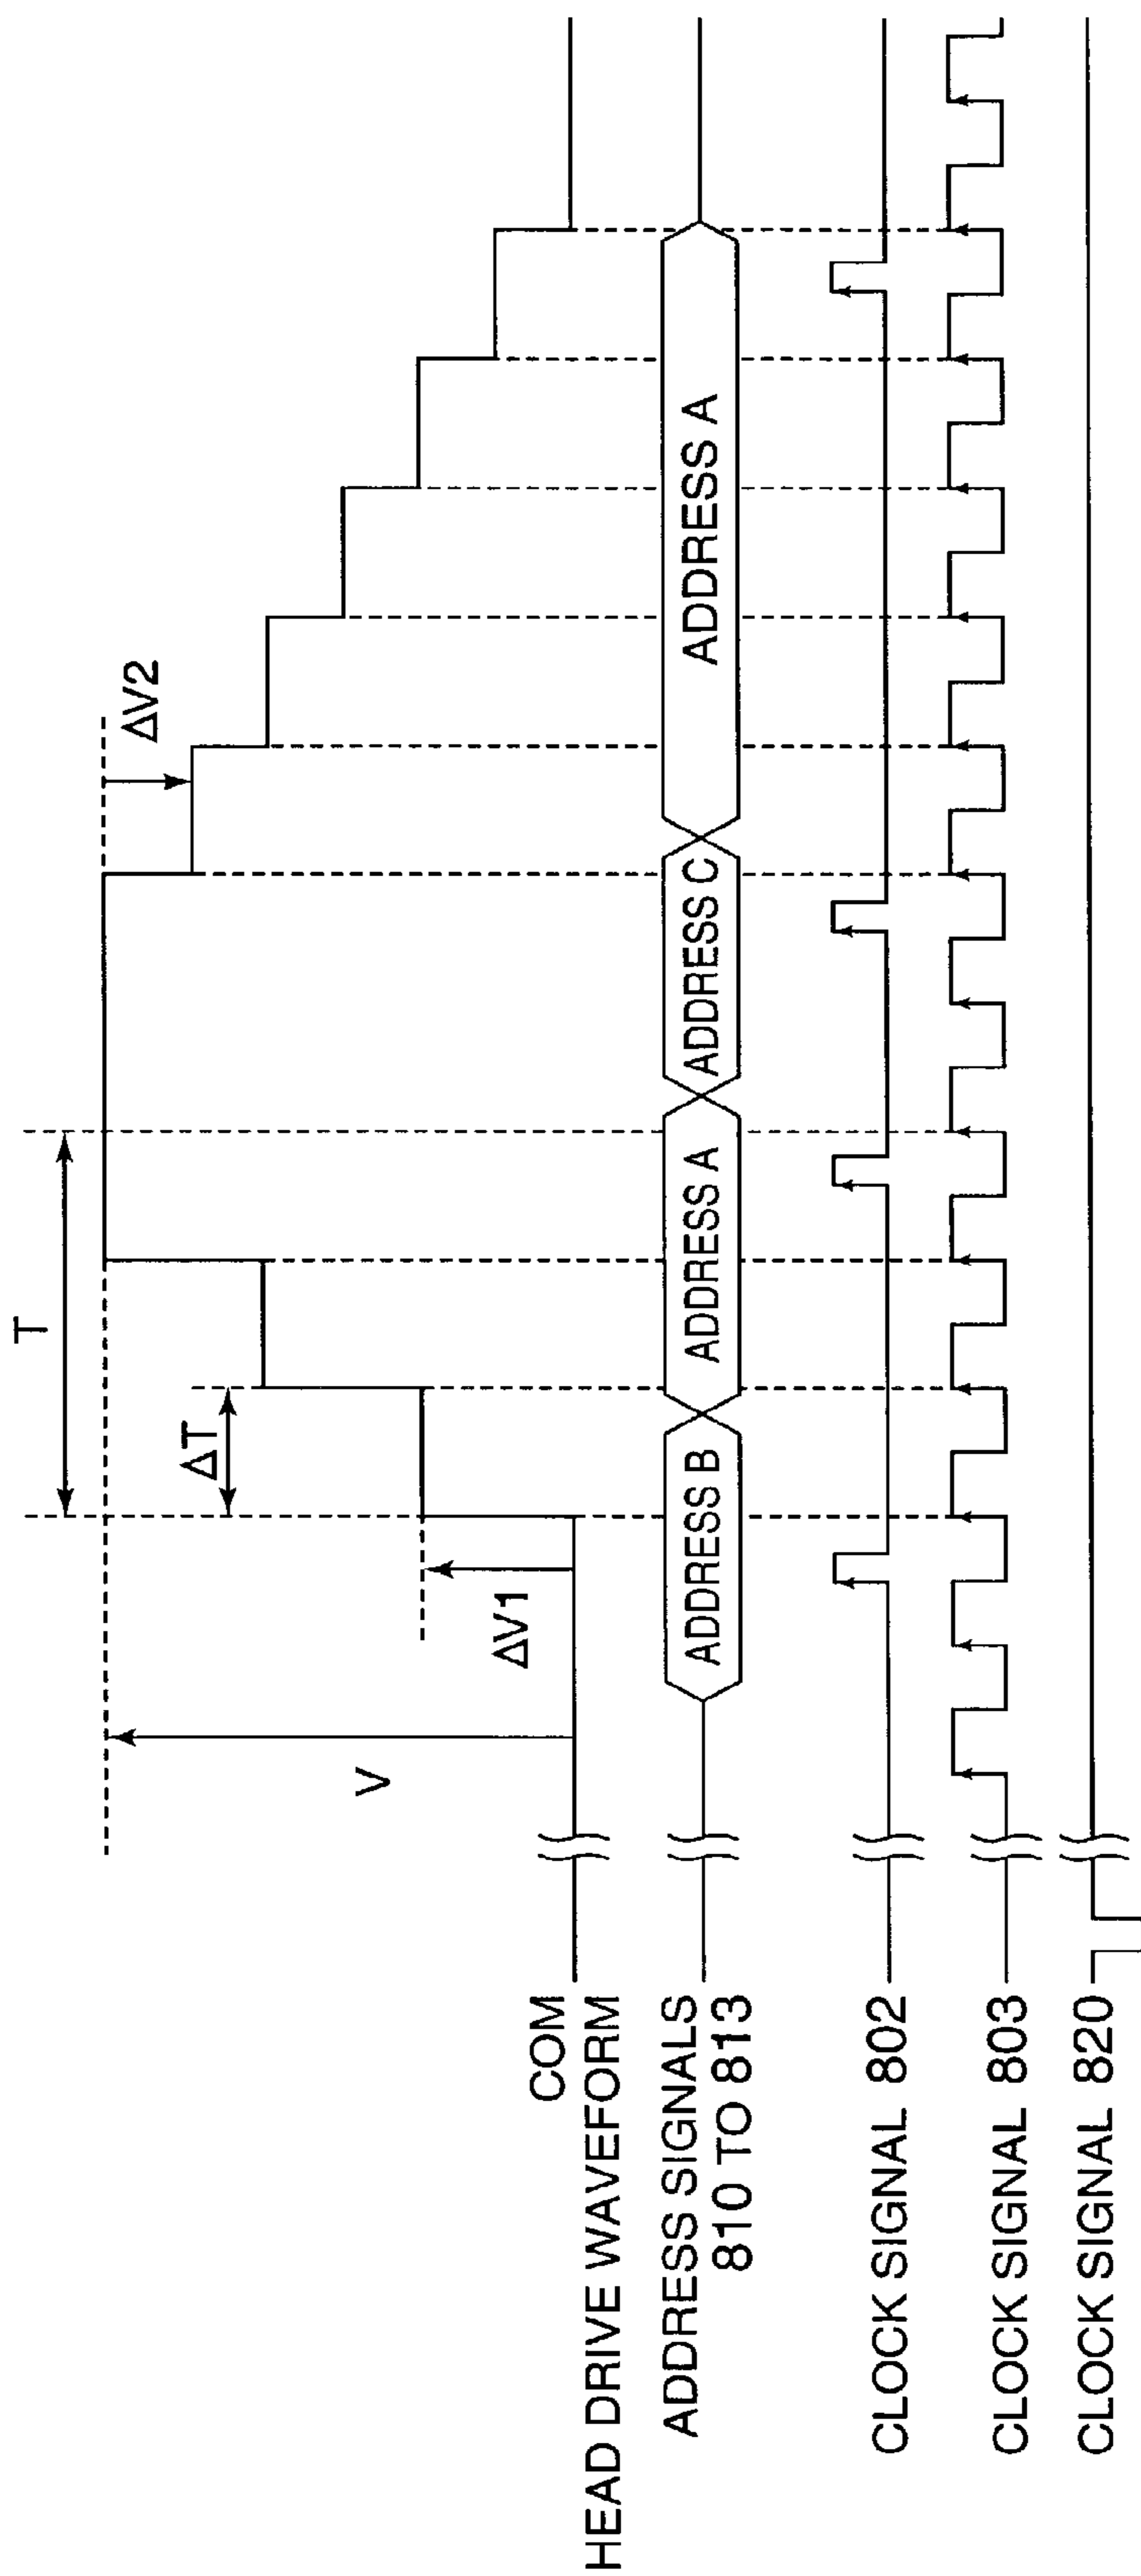 T
ΔT
ΔV2
V
ΔV1
COM
HEAD DRIVE WAVEFORM
ADDRESS SIGNALS
810 TO 813
ADDRESS B
ADDRESS A
ADDRESS C
ADDRESS A
CLOCK SIGNAL 802
CLOCK SIGNAL 803
CLOCK SIGNAL 820